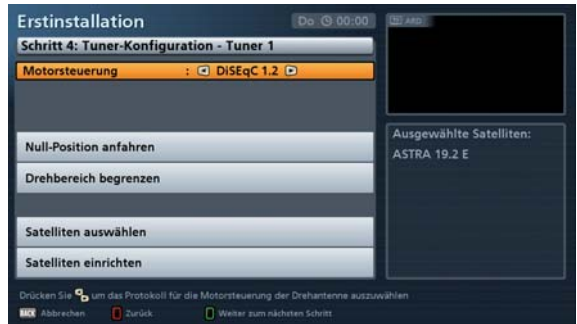 Erstinstallation
Do 00:00
ARD
Schritt 4: Tuner-Konfiguration - Tuner 1
Motorsteuerung : DiSEqC 1.2
Null-Position anfahren
Drehbereich begrenzen
Satelliten auswählen
Satelliten einrichten
Ausgewählte Satelliten:
ASTRA 19.2 E
Drücken Sie um das Protokoll für die Motorsteuerung der Drehantenne auszuwählen
BACK Abbrechen Zurück Weiter zum nächsten Schritt